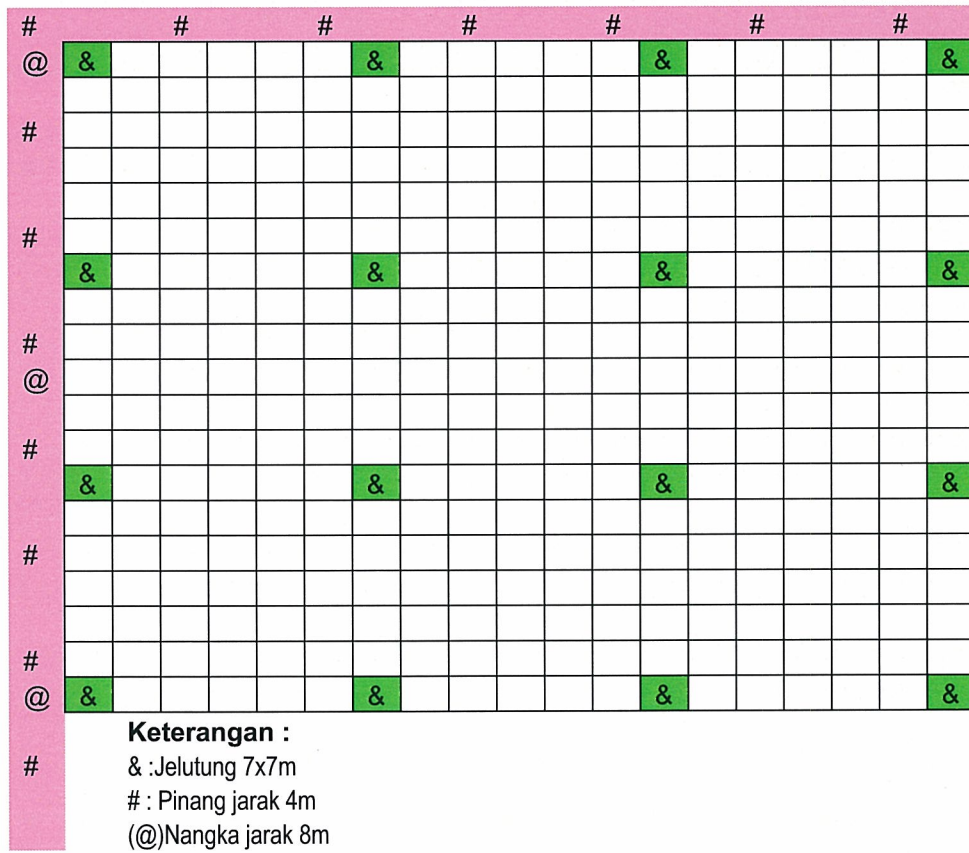 # # # # # # #
@ & & & &
#
#
& & & &
#
@
#
& & & &
#
#
@ & & & &
Keterangan :
# & :Jelutung 7x7m
# : Pinang jarak 4m
(@)Nangka jarak 8m